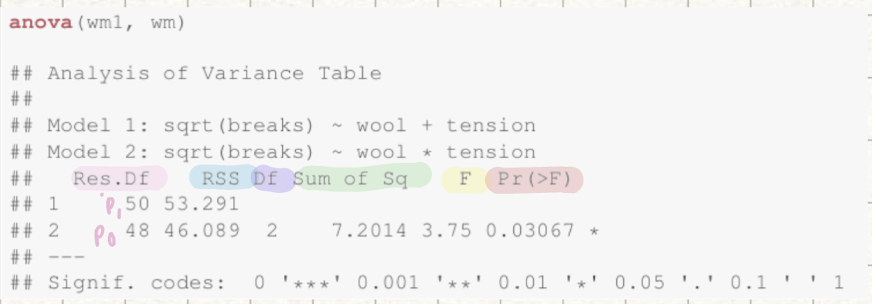 anova(wm1, wm)
## Analysis of Variance Table
##
## Model 1: sqrt(breaks) ~ wool + tension
## Model 2: sqrt(breaks) ~ wool * tension
## Res.Df RSS Df Sum of Sq F Pr(>F)
## 1 P₁ 50 53.291
## 2 P₀ 48 46.089 2 7.2014 3.75 0.03067 *
## ---
## Signif. codes: 0 '***' 0.001 '**' 0.01 '*' 0.05 '.' 0.1 ' ' 1